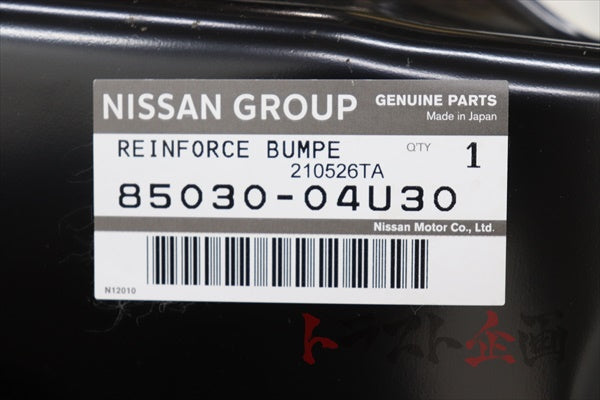 NISSAN GROUP
GENUINE PARTS
Made in Japan
REINFORCE BUMPE
Q'TY 1
210526TA
85030-04U30
Nissan Motor Co., Ltd.
N12010
トラスト企画